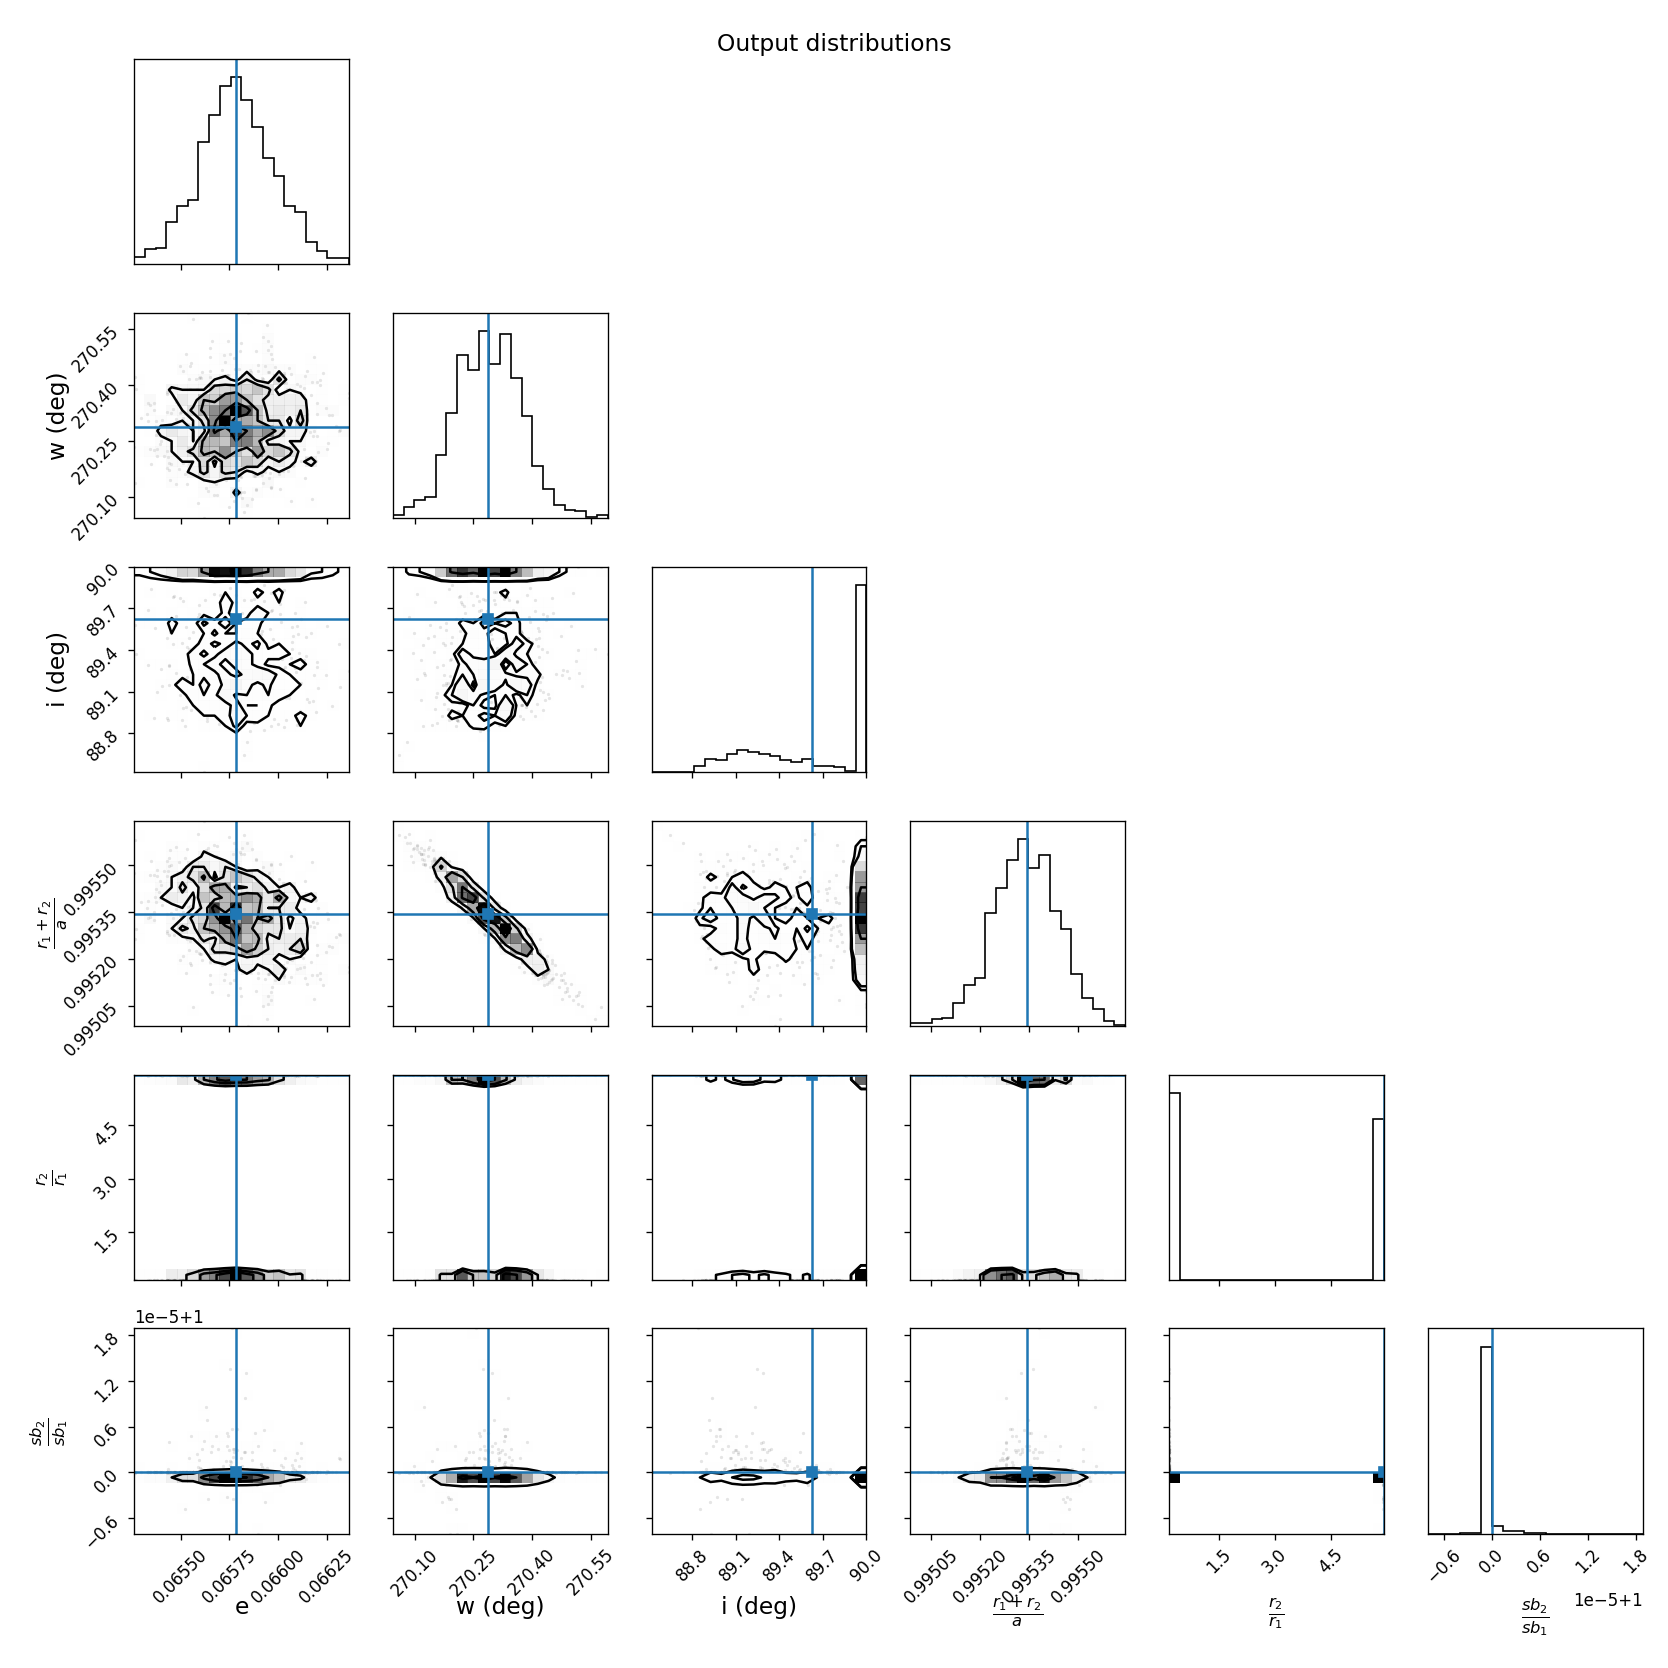 Output distributions
w (deg)
270.55
270.40
270.25
270.10
i (deg)
90.0
89.7
89.4
89.1
88.8
r₁ + r₂
a
0.99550
0.99535
0.99520
0.99505
r₂
r₁
4.5
3.0
1.5
1e−5+1
sb₂
sb₁
1.8
1.2
0.6
0.0
−0.6
0.06550 0.06575 0.06600 0.06625 270.10 270.25 270.40 270.55 88.8 89.1 89.4 89.7 90.0 0.99505 0.99520 0.99535 0.99550 1.5 3.0 4.5 −0.6 0.0 0.6 1.2 1.8
1e−5+1
e w (deg) i (deg) r₁ + r₂ r₂ sb₂
a r₁ sb₁